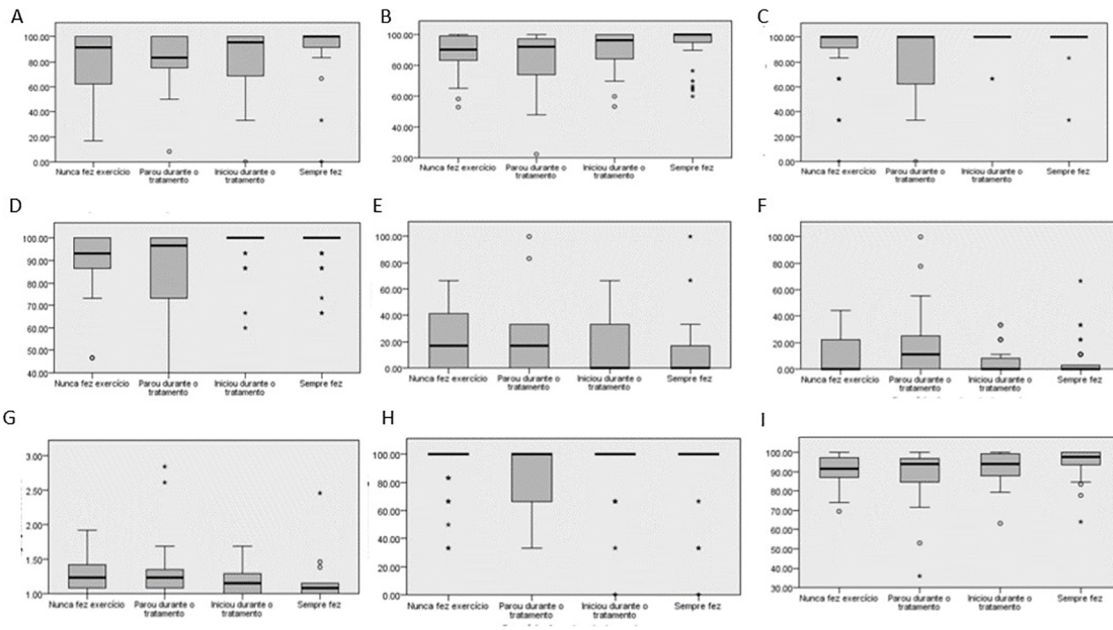 A
100.00
80.00
60.00
40.00
20.00
0.00
Nunca fez exercício
Parou durante o
tratamento
Iniciou durante o
tratamento
Sempre fez
B
100.00
80.00
60.00
40.00
20.00
Nunca fez exercício
Parou durante o
tratamento
Iniciou durante o
tratamento
Sempre fez
C
100.00
80.00
60.00
40.00
20.00
0.00
Nunca fez exercício
Parou durante o
tratamento
Iniciou durante o
tratamento
Sempre fez
D
100.00
90.00
80.00
70.00
60.00
50.00
40.00
Nunca fez exercício
Parou durante o
tratamento
Iniciou durante o
tratamento
Sempre fez
E
100.00
80.00
60.00
40.00
20.00
0.00
Nunca fez exercício
Parou durante o
tratamento
Iniciou durante o
tratamento
Sempre fez
F
100.00
80.00
60.00
40.00
20.00
0.00
Nunca fez exercício
Parou durante o
tratamento
Iniciou durante o
tratamento
Sempre fez
G
3.00
2.50
2.00
1.50
1.00
Nunca fez exercício
Parou durante o
tratamento
Iniciou durante o
tratamento
Sempre fez
H
100.00
80.00
60.00
40.00
20.00
0.00
Nunca fez exercício
Parou durante o
tratamento
Iniciou durante o
tratamento
Sempre fez
I
100.00
90.00
80.00
70.00
60.00
50.00
40.00
30.00
Nunca fez exercício
Parou durante o
tratamento
Iniciou durante o
tratamento
Sempre fez